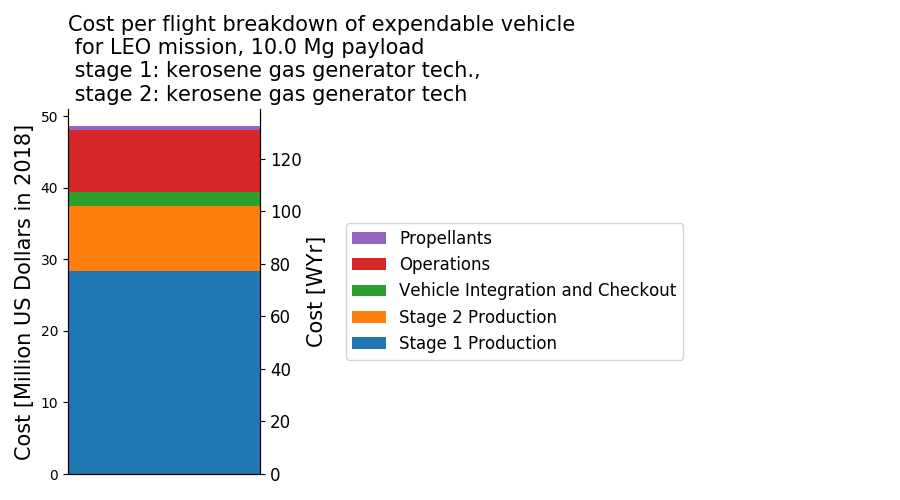 Cost per flight breakdown of expendable vehicle
for LEO mission, 10.0 Mg payload
stage 1: kerosene gas generator tech.,
stage 2: kerosene gas generator tech
Cost [Million US Dollars in 2018]
50
40
30
20
10
0
120
100
80
60
40
20
0
Cost [WYr]
Propellants
Operations
Vehicle Integration and Checkout
Stage 2 Production
Stage 1 Production